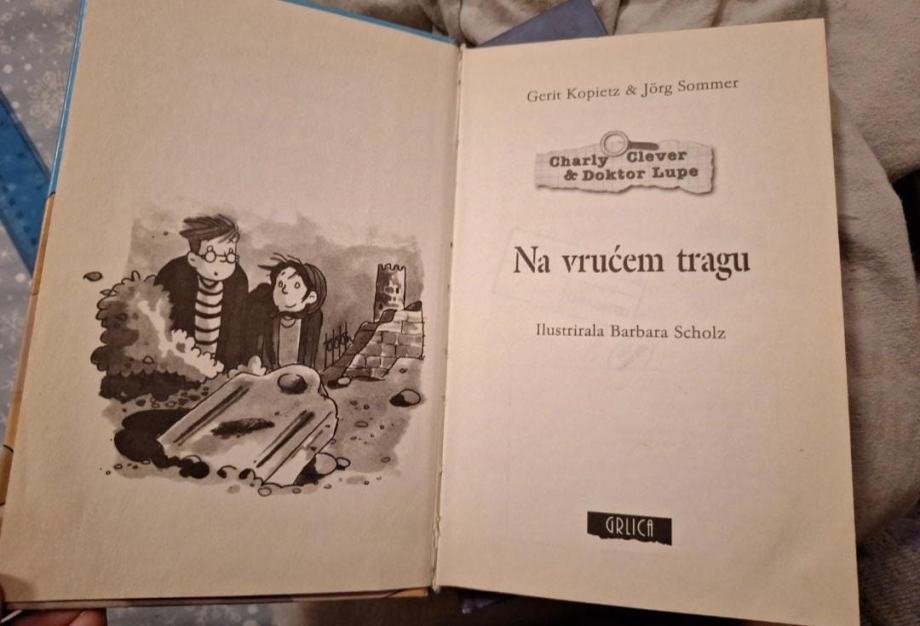 Gerit Kopietz & Jörg Sommer
Charly Clever
& Doktor Lupe
Na vrućem tragu
Ilustrirala Barbara Scholz
GRLICA